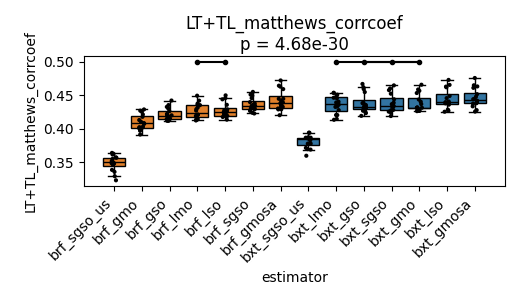 LT+TL_matthews_corrcoef
p = 4.68e-30
LT+TL_matthews_corrcoef
0.50
0.45
0.40
0.35
brf_sgso_us
brf_gmo
brf_gso
brf_lmo
brf_lso
brf_sgso
brf_gmosa
bxt_sgso_us
bxt_lmo
bxt_gso
bxt_sgso
bxt_gmo
bxt_lso
bxt_gmosa
estimator